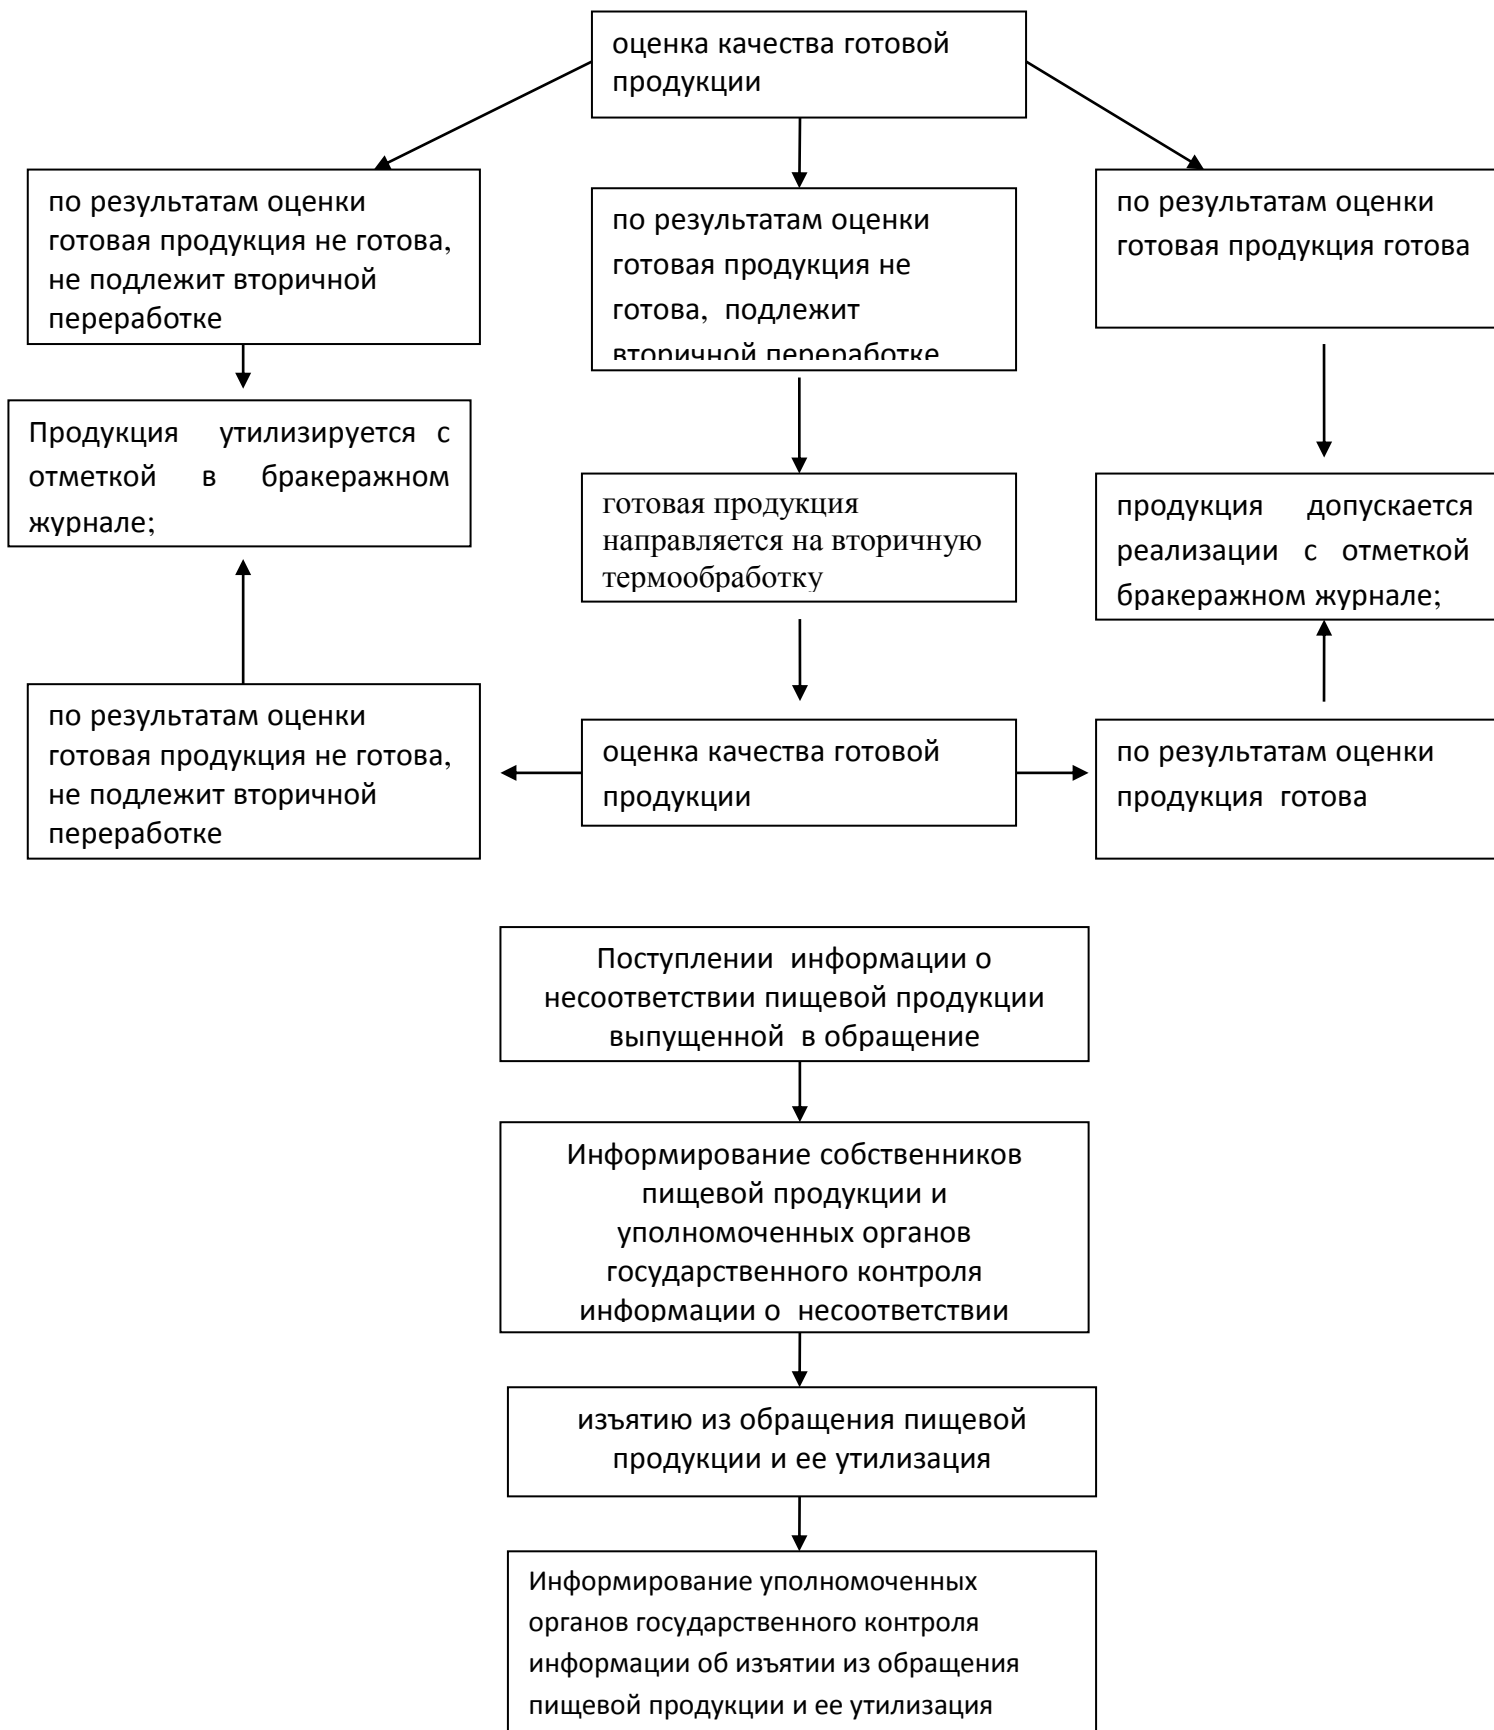 оценка качества готовой
продукции
по результатам оценки
готовая продукция не готова,
не подлежит вторичной
переработке
по результатам оценки
готовая продукция не
готова, подлежит
вторичной переработке
по результатам оценки
готовая продукция готова
Продукция утилизируется с
отметкой в бракеражном
журнале;
готовая продукция
направляется на вторичную
термообработку
продукция допускается
реализации с отметкой
бракеражном журнале;
по результатам оценки
готовая продукция не готова,
не подлежит вторичной
переработке
оценка качества готовой
продукции
по результатам оценки
продукция готова
Поступлении информации о
несоответствии пищевой продукции
выпущенной в обращение
Информирование собственников
пищевой продукции и
уполномоченных органов
государственного контроля
информации о несоответствии
изъятию из обращения пищевой
продукции и ее утилизация
Информирование уполномоченных
органов государственного контроля
информации об изъятии из обращения
пищевой продукции и ее утилизация